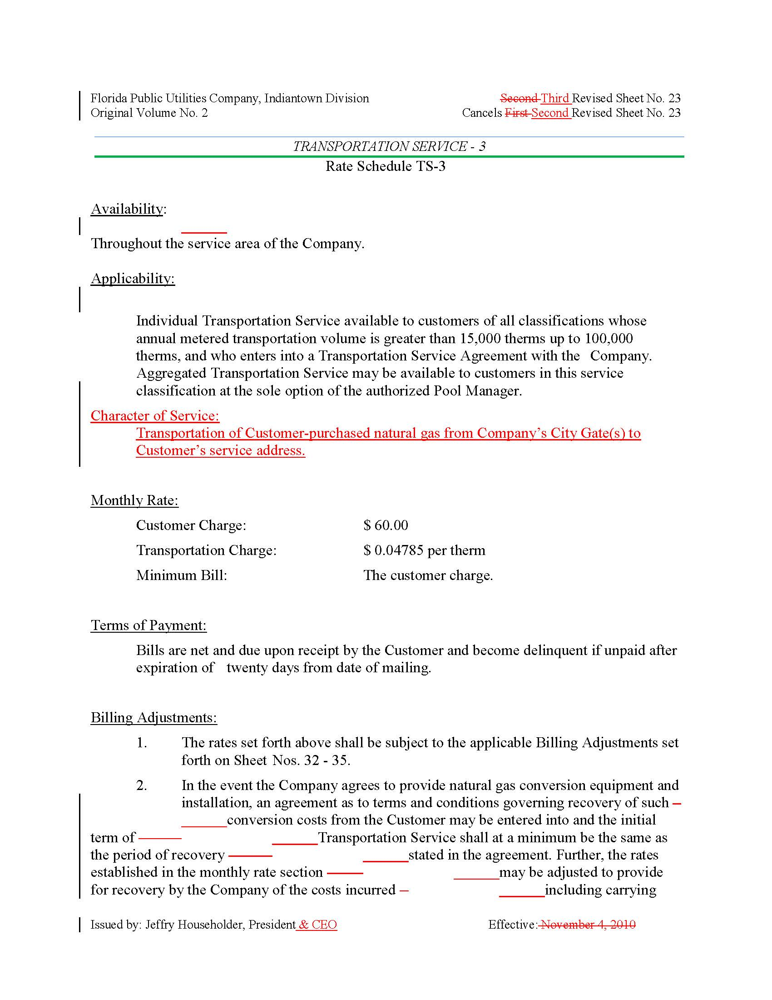 Florida Public Utilities Company, Indiantown Division Second Third Revised Sheet No. 23
Original Volume No. 2 Cancels First Second Revised Sheet No. 23
TRANSPORTATION SERVICE - 3
Rate Schedule TS-3
Availability:
Throughout the service area of the Company.
Applicability:
Individual Transportation Service available to customers of all classifications whose
annual metered transportation volume is greater than 15,000 therms up to 100,000
therms, and who enters into a Transportation Service Agreement with the Company.
Aggregated Transportation Service may be available to customers in this service
classification at the sole option of the authorized Pool Manager.
Character of Service:
Transportation of Customer-purchased natural gas from Company’s City Gate(s) to
Customer’s service address.
Monthly Rate:
Customer Charge: $ 60.00
Transportation Charge: $ 0.04785 per therm
Minimum Bill: The customer charge.
Terms of Payment:
Bills are net and due upon receipt by the Customer and become delinquent if unpaid after
expiration of twenty days from date of mailing.
Billing Adjustments:
1. The rates set forth above shall be subject to the applicable Billing Adjustments set
forth on Sheet Nos. 32 - 35.
2. In the event the Company agrees to provide natural gas conversion equipment and
installation, an agreement as to terms and conditions governing recovery of such
conversion costs from the Customer may be entered into and the initial
term of Transportation Service shall at a minimum be the same as
the period of recovery stated in the agreement. Further, the rates
established in the monthly rate section may be adjusted to provide
for recovery by the Company of the costs incurred including carrying
Issued by: Jeffry Householder, President & CEO Effective: November 4, 2010